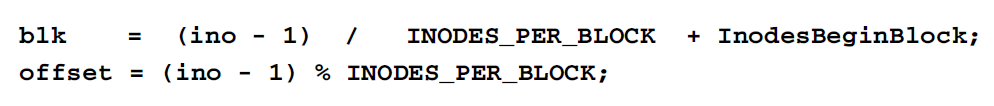 blk    =  (ino - 1)  /   INODES_PER_BLOCK  + InodesBeginBlock;
offset = (ino - 1) % INODES_PER_BLOCK;